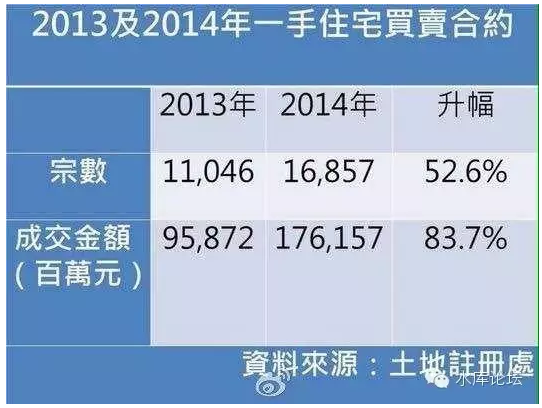 2013及2014年一手住宅買賣合約
2013年 2014年 升幅
宗數 11,046 16,857 52.6%
成交金額 95,872 176,157 83.7%
（百萬元）
資料來源：土地註冊處
水库论坛